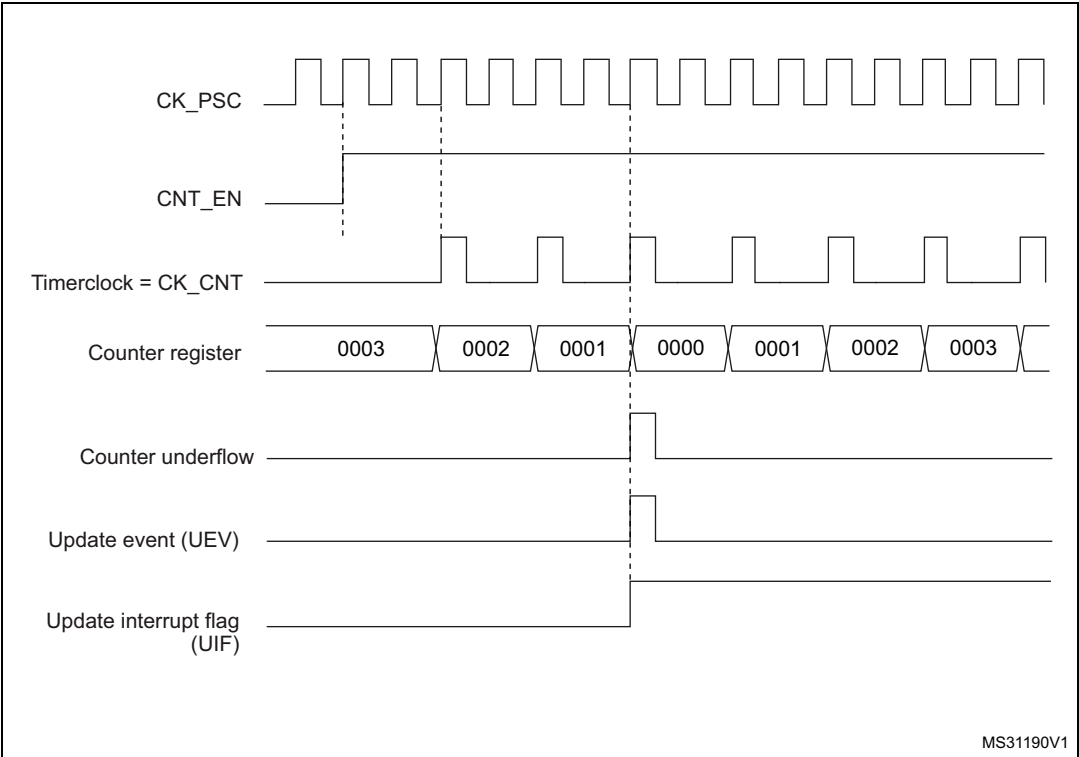 CK_PSC
CNT_EN
Timerclock = CK_CNT
Counter register
0003 0002 0001 0000 0001 0002 0003
Counter underflow
Update event (UEV)
Update interrupt flag
(UIF)
MS31190V1